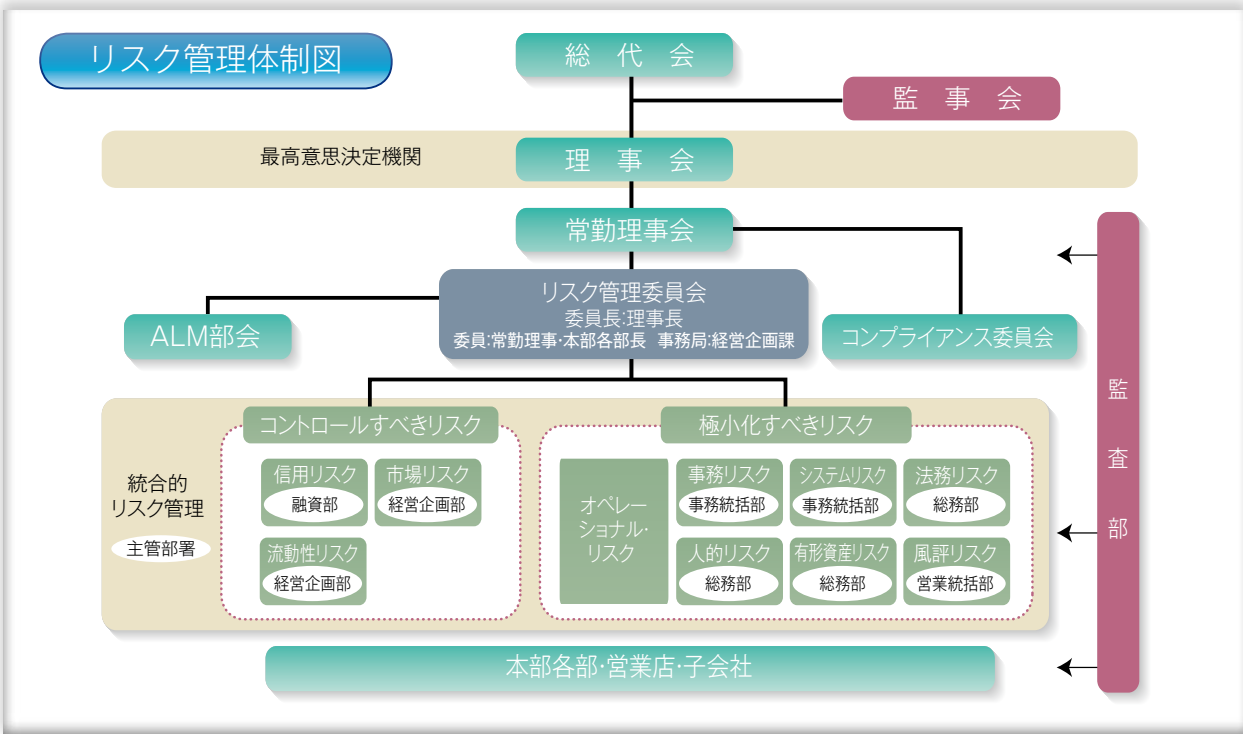 リスク管理体制図
総代会
監事会
最高意思決定機関
理事会
常勤理事会
リスク管理委員会
委員長:理事長
委員:常勤理事・本部各部長 事務局:経営企画課
ALM部会
コンプライアンス委員会
監査部
統合的
リスク管理
主管部署
コントロールすべきリスク
信用リスク
融資部
市場リスク
経営企画部
流動性リスク
経営企画部
極小化すべきリスク
オペレー
ショナル・
リスク
事務リスク
事務統括部
システムリスク
事務統括部
法務リスク
総務部
人的リスク
総務部
有形資産リスク
総務部
風評リスク
営業統括部
本部各部・営業店・子会社